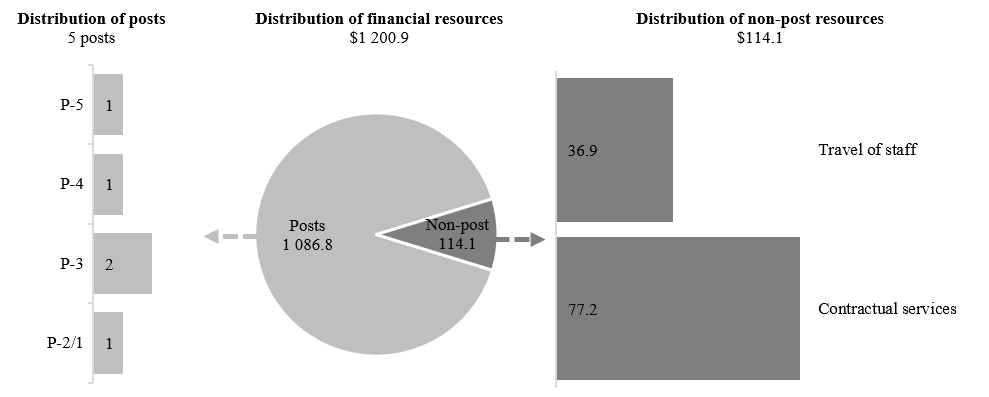 Distribution of posts
5 posts
P-5
1
P-4
1
P-3
2
P-2/1
1
Distribution of financial resources
$1 200.9
Posts
1 086.8
Non-post
114.1
Distribution of non-post resources
$114.1
36.9
Travel of staff
77.2
Contractual services